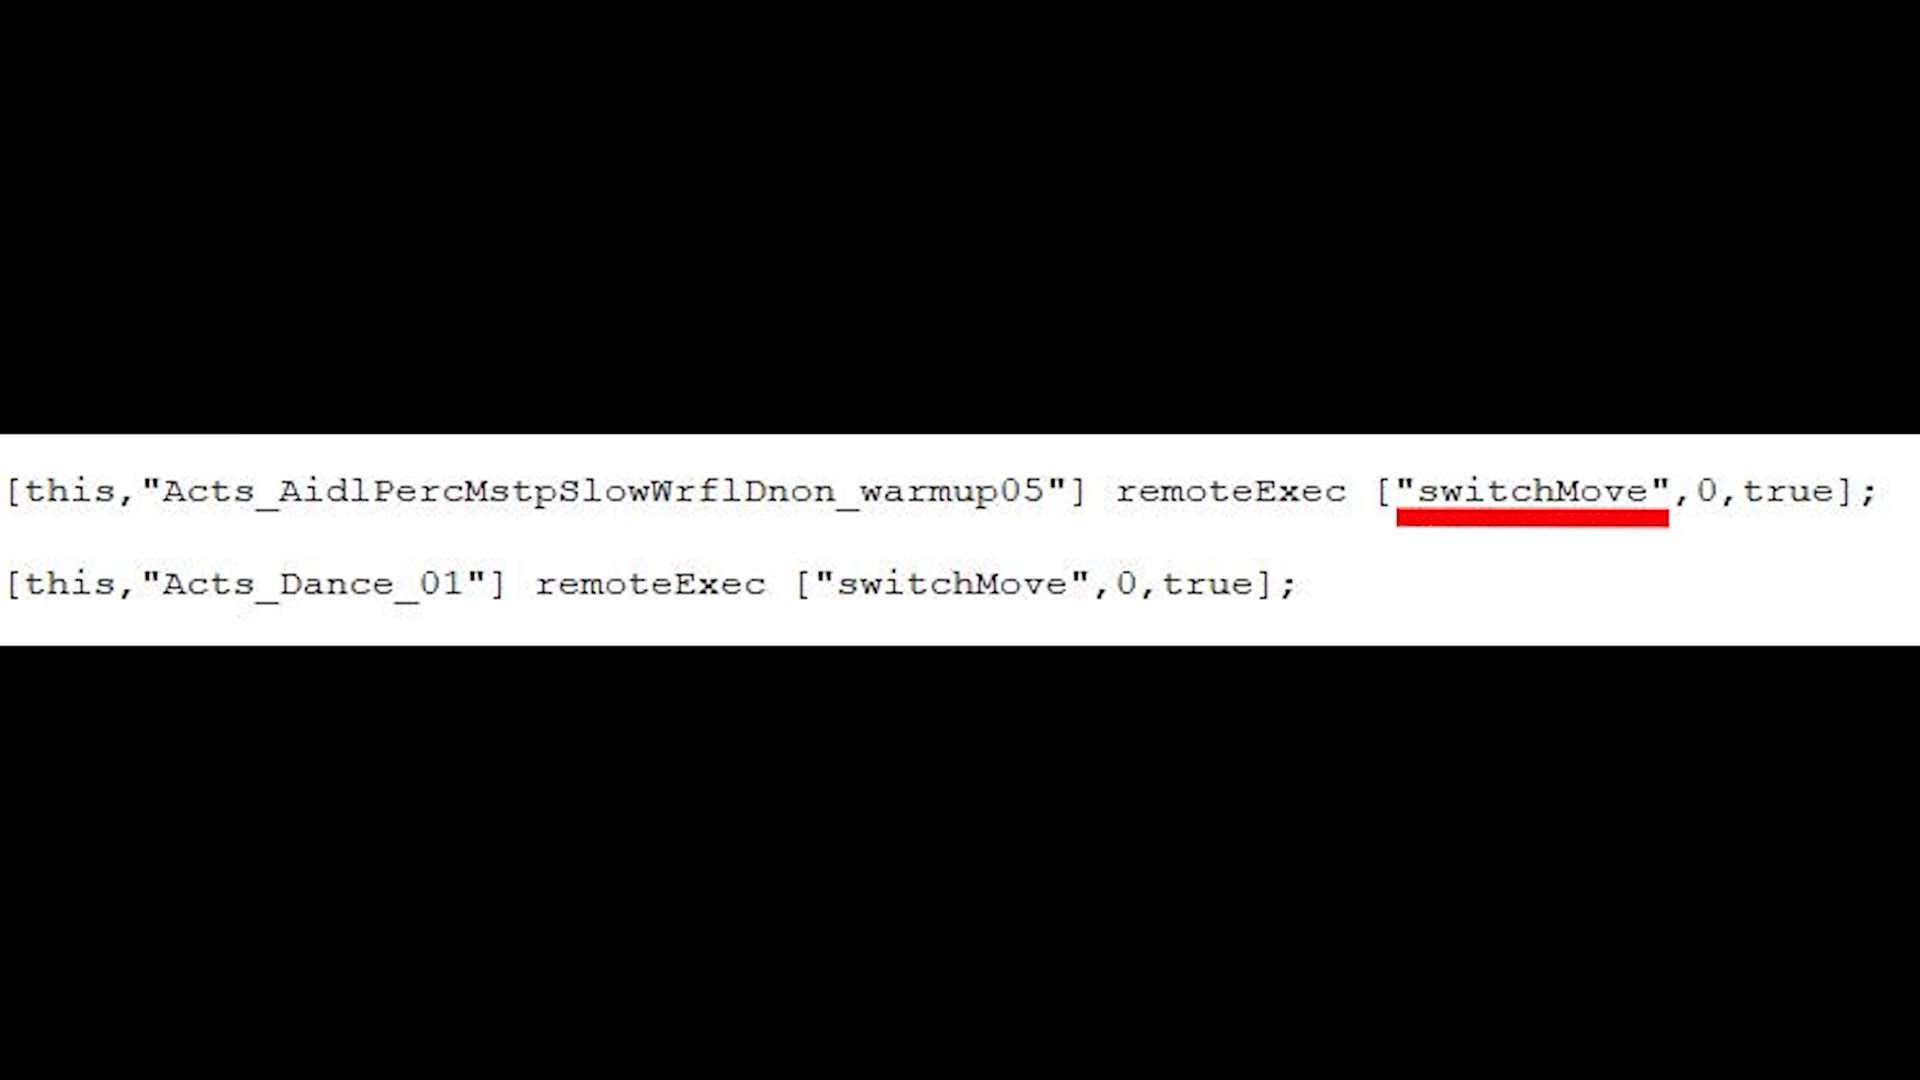 [this,"Acts_AidlPercMstpSlowWrflDnon_warmup05"] remoteExec ["switchMove",0,true];
[this,"Acts_Dance_01"] remoteExec ["switchMove",0,true];